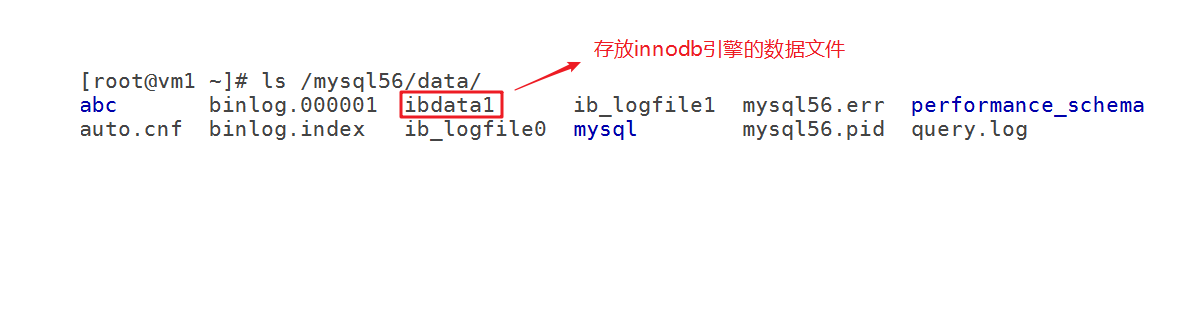 存放innodb引擎的数据文件
[root@vm1 ~]# ls /mysql56/data/
abc binlog.000001 ibdata1 ib_logfile1 mysql56.err performance_schema
auto.cnf binlog.index ib_logfile0 mysql mysql56.pid query.log